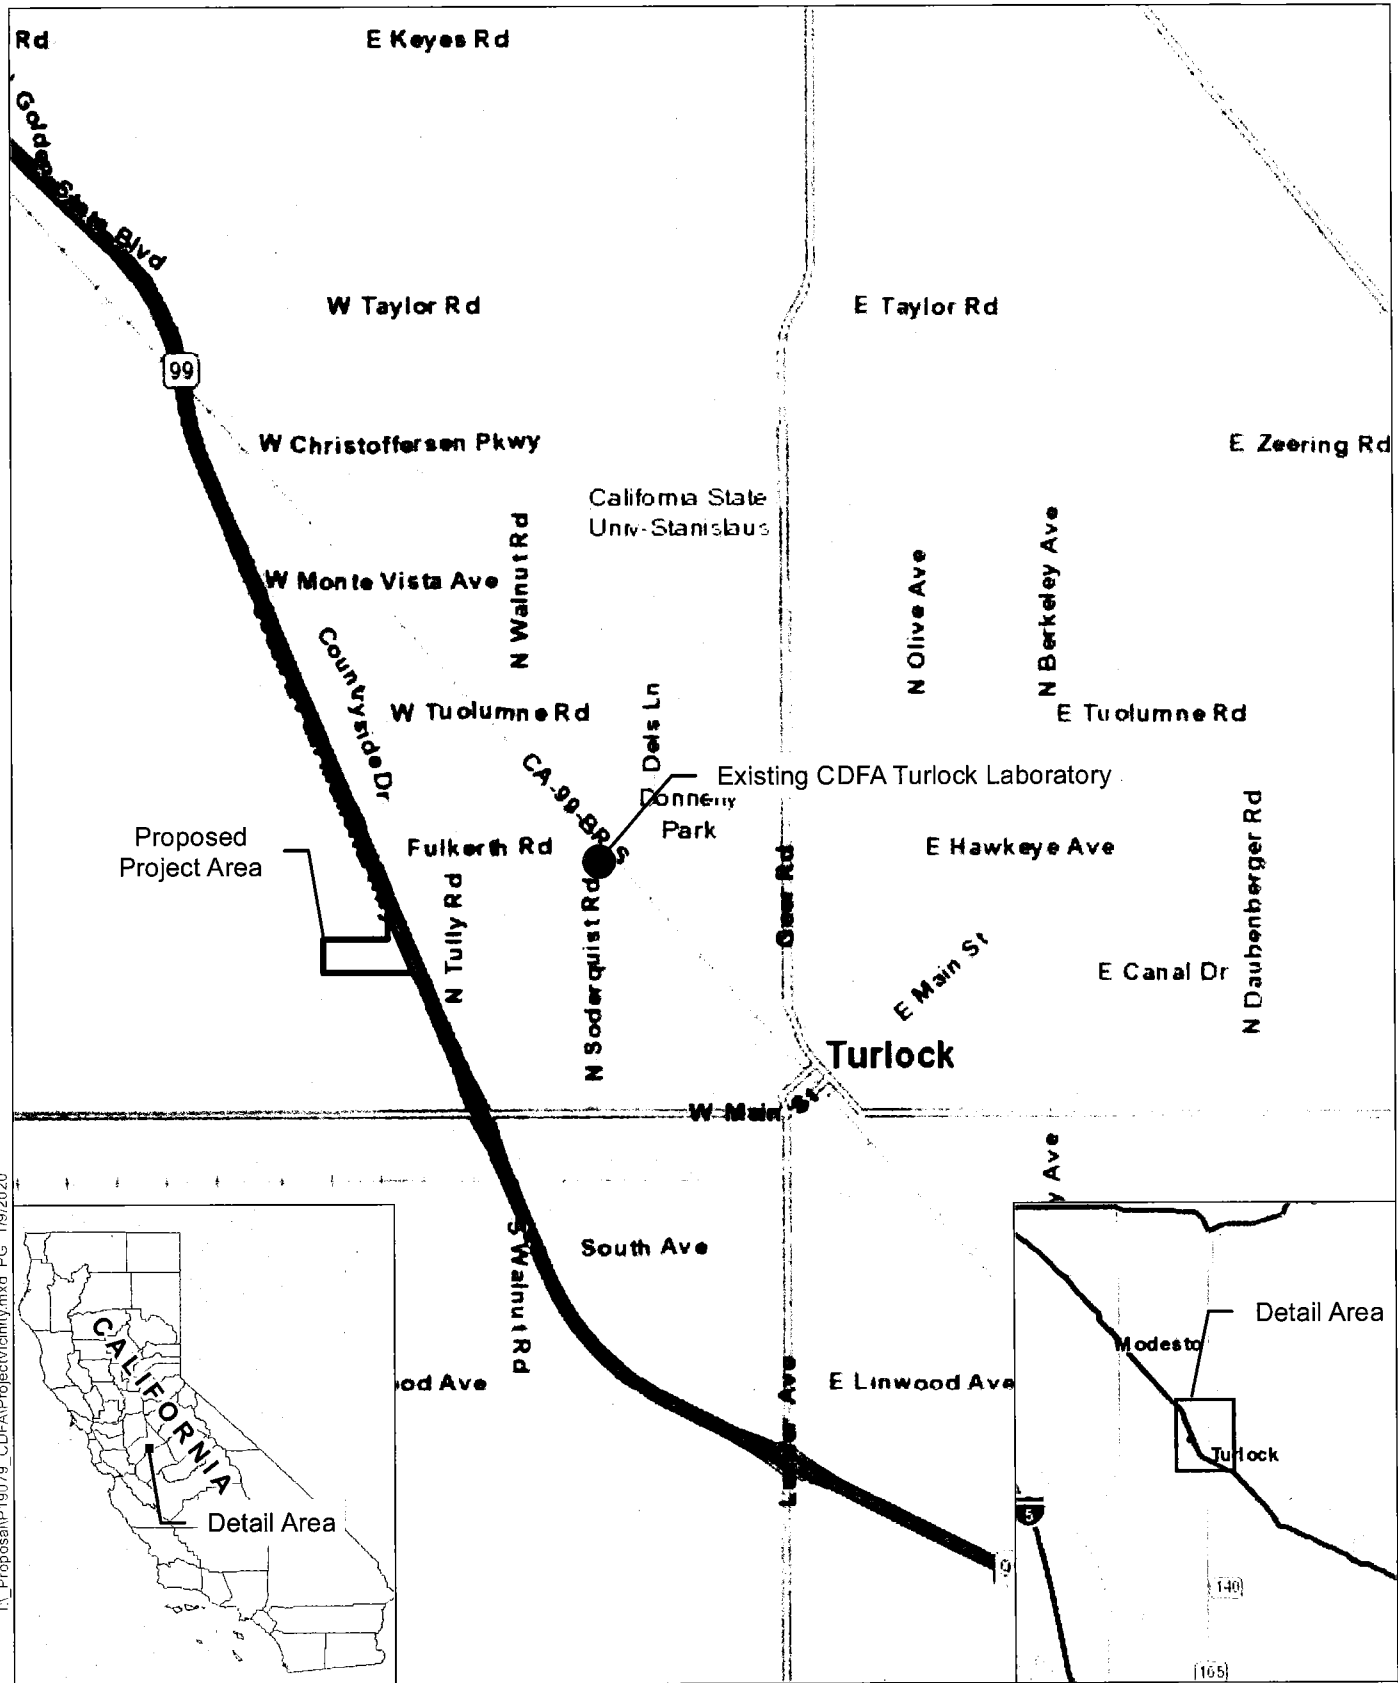 Rd
E Keyes Rd
Golden State Blvd
W Taylor Rd
E Taylor Rd
99
W Christoffersen Pkwy
E Zeering Rd
California State
Univ-Stanislaus
N Walnut Rd
N Olive Ave
N Berkeley Ave
W Monte Vista Ave
Countryside Dr
W Tuolumne Rd
Dels Ln
E Tuolumne Rd
CA-99-BR S
Existing CDFA Turlock Laboratory
Donnelly
Park
Proposed
Project Area
Fulkerth Rd
E Hawkeye Ave
N Daubenberger Rd
N Tully Rd
N Soderquist Rd
Geer Rd
E Main St
E Canal Dr
Turlock
W Main St
y Ave
South Ave
S Walnut Rd
ood Ave
E Linwood Ave
Lander Ave
9
CALIFORNIA
Detail Area
Detail Area
Modesto
Turlock
5
140
165